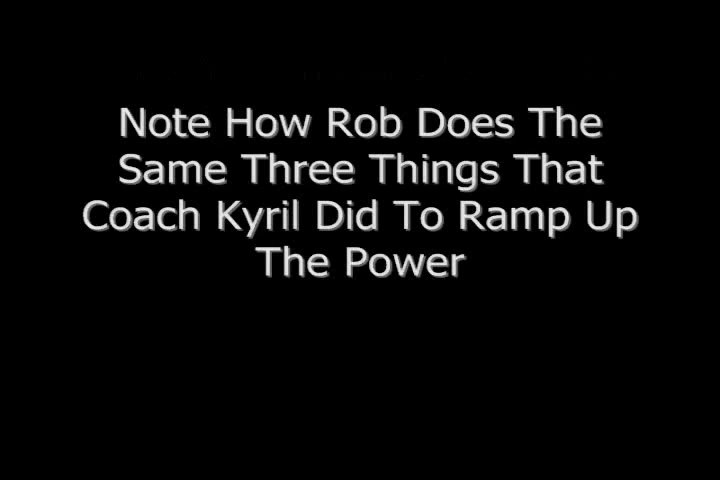 Note How Rob Does The
Same Three Things That
Coach Kyril Did To Ramp Up
The Power